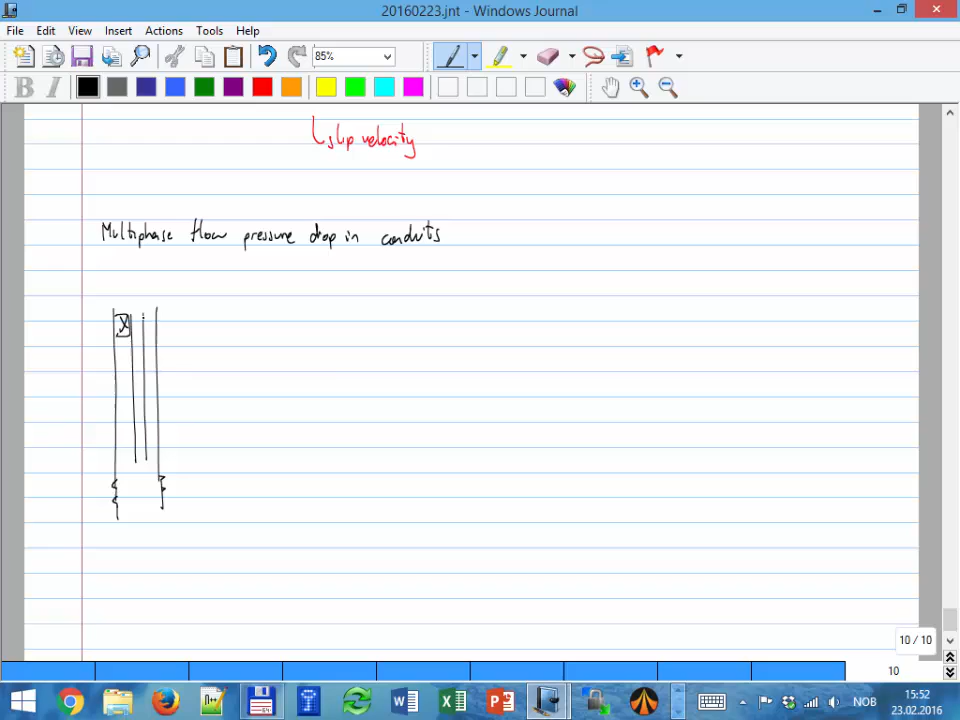 20160223.jnt - Windows Journal
File Edit View Insert Actions Tools Help
85%
B I
slip velocity
Multiphase flow pressure drop in conduits
10 / 10
10
NOB
15:52
23.02.2016